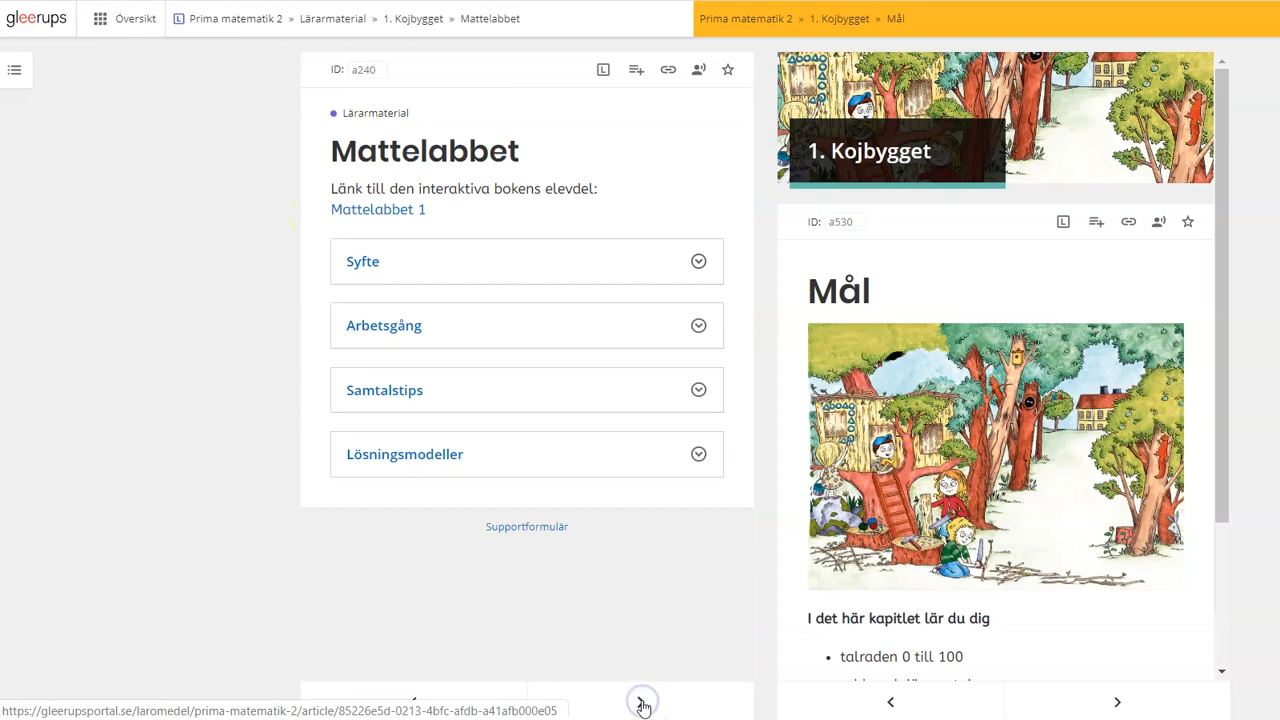 gleerups
Översikt
Prima matematik 2 » Lärarmaterial » 1. Kojbygget » Mattelabbet
Prima matematik 2 » 1. Kojbygget » Mål
ID: a240
Lärarmaterial
Mattelabbet
Länk till den interaktiva bokens elevdel:
Mattelabbet 1
Syfte
Arbetsgång
Samtalstips
Lösningsmodeller
Supportformulär
https://gleerupsportal.se/laromedel/prima-matematik-2/article/85226e5d-0213-4bfc-afdb-a41afb000e05
1. Kojbygget
ID: a530
Mål
I det här kapitlet lär du dig
• talraden 0 till 100